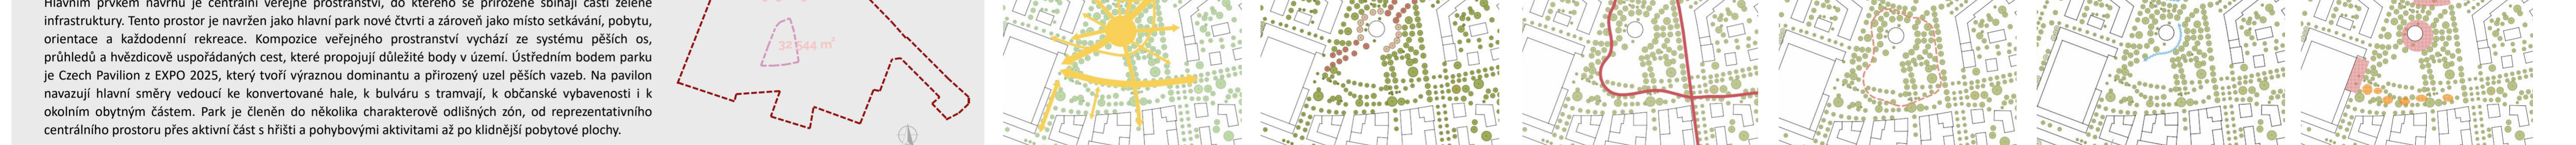 Hlavním prvkem návrhu je centrální veřejné prostranství, do kterého se přirozeně sbíhají části zelené
infrastruktury. Tento prostor je navržen jako hlavní park nové čtvrti a zároveň jako místo setkávání, pobytu,
orientace a každodenní rekreace. Kompozice veřejného prostranství vychází ze systému pěších os,
průhledů a hvězdicově uspořádaných cest, které propojují důležité body v území. Ústředním bodem parku
je Czech Pavilion z EXPO 2025, který tvoří výraznou dominantu a přirozený uzel pěších vazeb. Na pavilon
navazují hlavní směry vedoucí ke konvertované hale, k bulváru s tramvají, k občanské vybavenosti i k
okolním obytným částem. Park je členěn do několika charakterově odlišných zón, od reprezentativního
centrálního prostoru přes aktivní část s hřišti a pohybovými aktivitami až po klidnější pobytové plochy.
32 544 m²